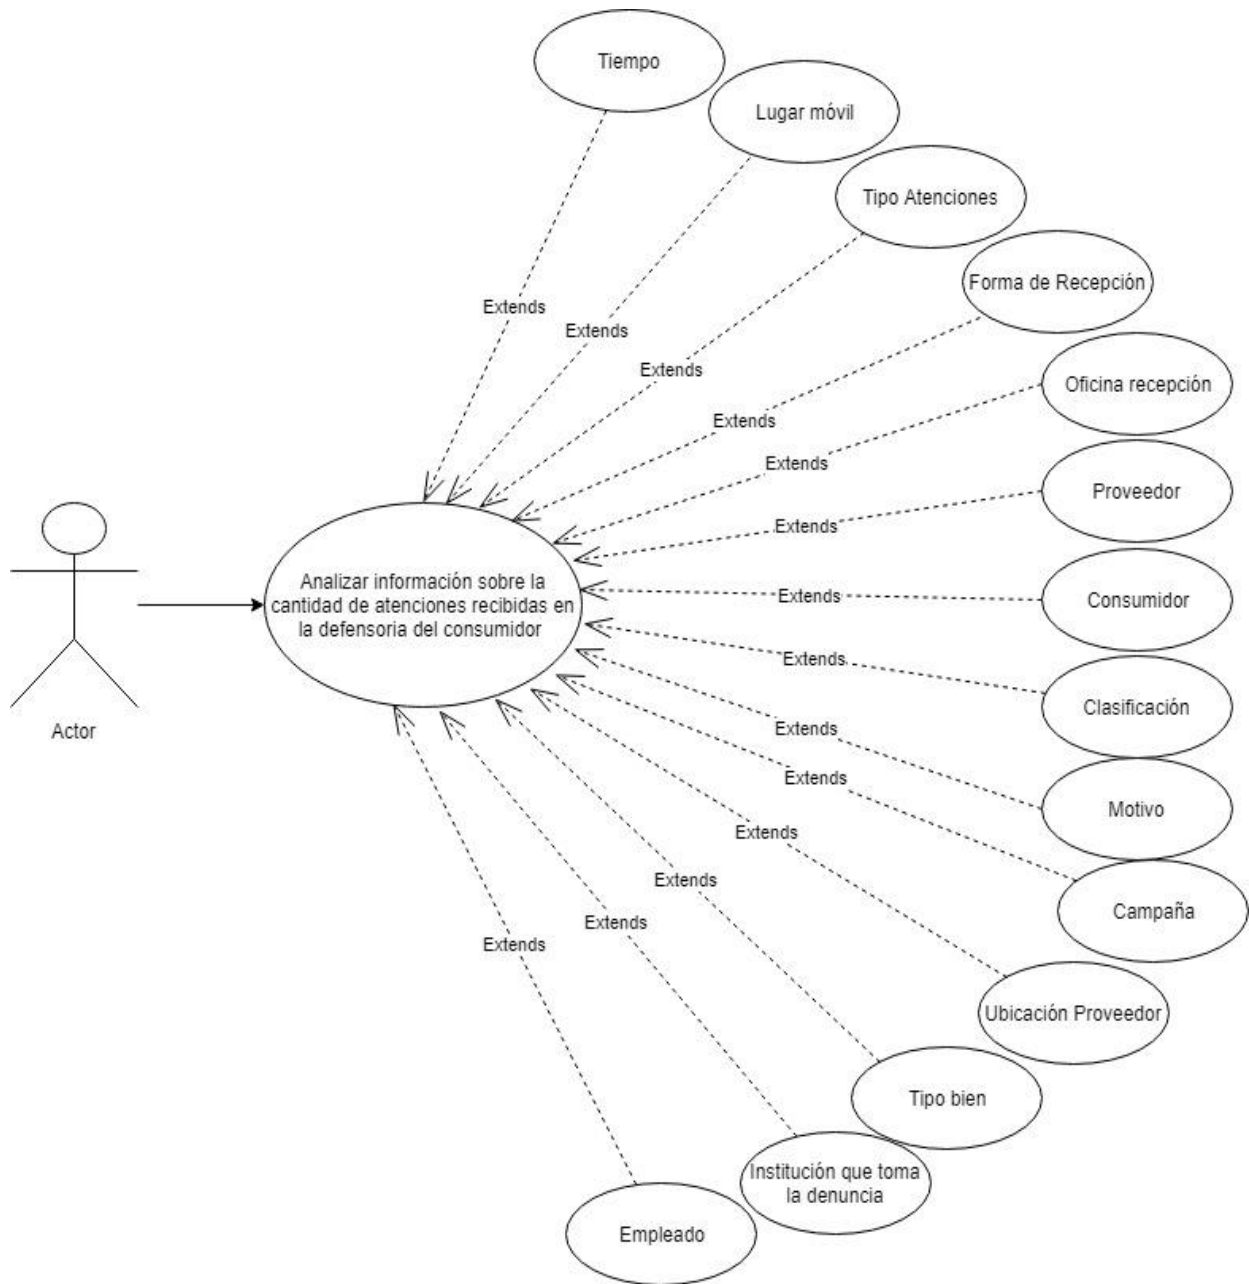 Tiempo
Lugar móvil
Tipo Atenciones
Forma de Recepción
Extends
Extends
Extends
Oficina recepción
Extends
Extends
Proveedor
Extends
Analizar información sobre la
cantidad de atenciones recibidas en
la defensoria del consumidor
Extends
Consumidor
Extends
Clasificación
Actor
Extends
Motivo
Extends
Extends
Campaña
Extends
Extends
Extends
Ubicación Proveedor
Tipo bien
Institución que toma
la denuncia
Empleado